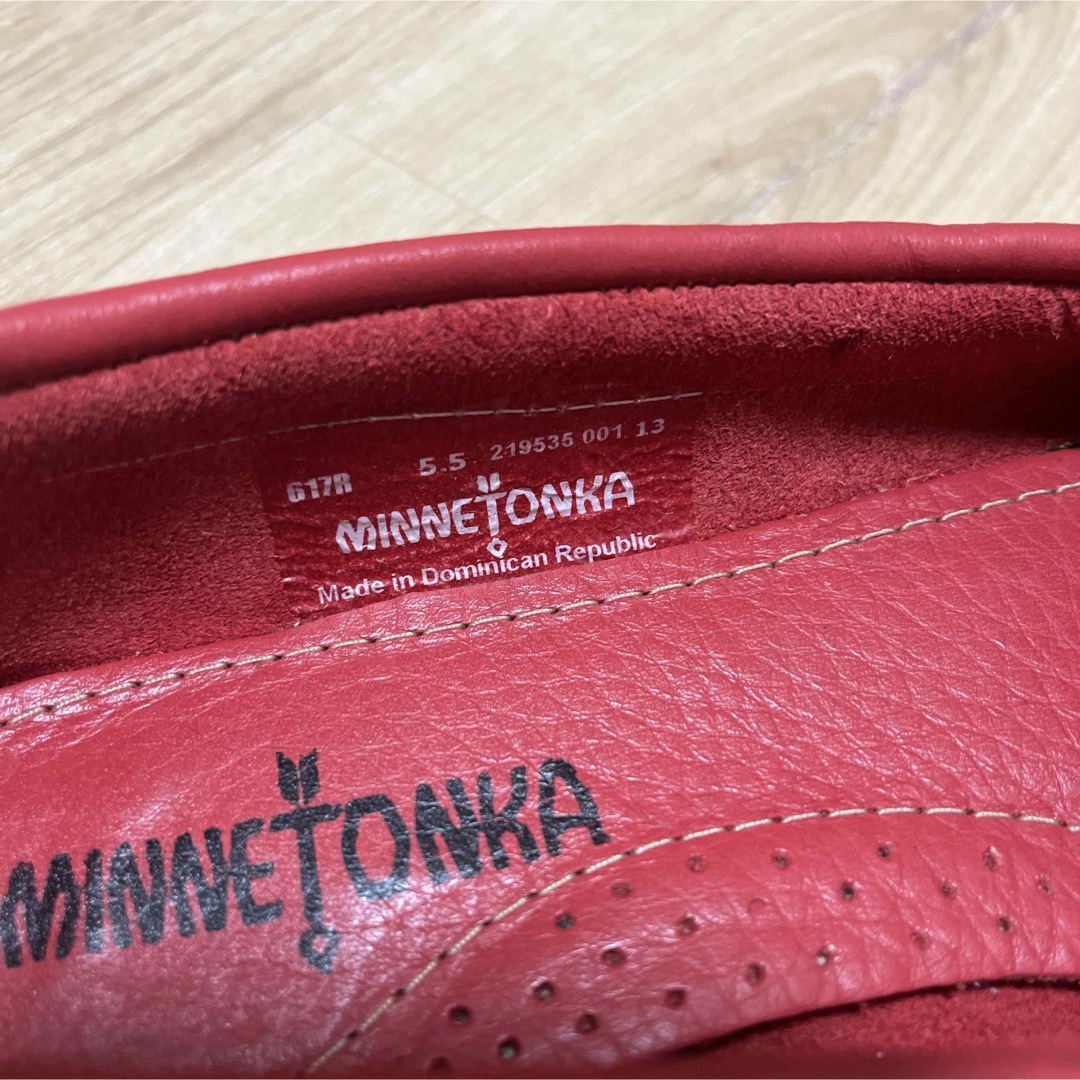 617R 5.5 219535 001 13
MINNETONKA
Made in Dominican Republic
MINNETONKA